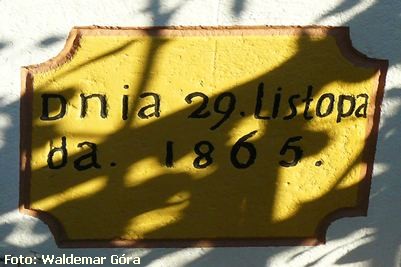 Dnia 29. Listopa
da. 1865.
Foto: Waldemar Góra